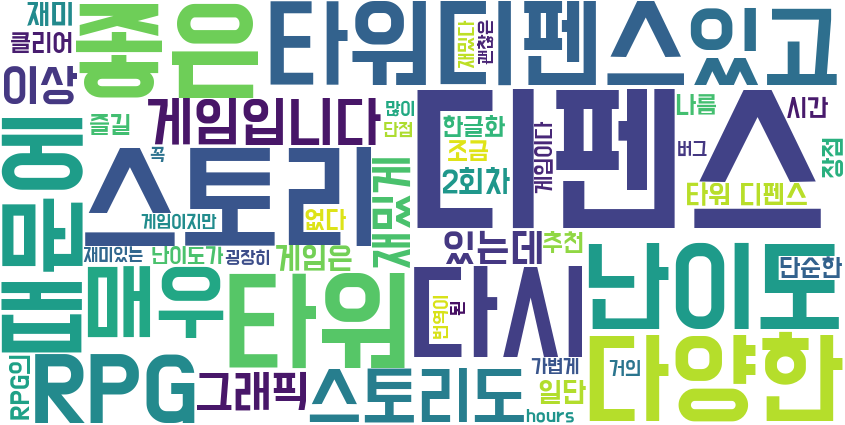 재미
클리어
이상
좋은
타워디펜스
있고
재밌다
괜찮은
즐길
게임입니다
많이
단점
한글화
조금
2회차
디펜스
게임이다
나름
시간
버그
장점
타워 디펜스
꼭
스토리
재밌게
게임이지만
없다
재미있는
난이도가
굉장히
게임은
있는데
추천
난이도
단순한
매우
타워
다시
번역이
된
가볍게
거의
다양한
RPG의
RPG
그래픽
스토리도
일단
hours